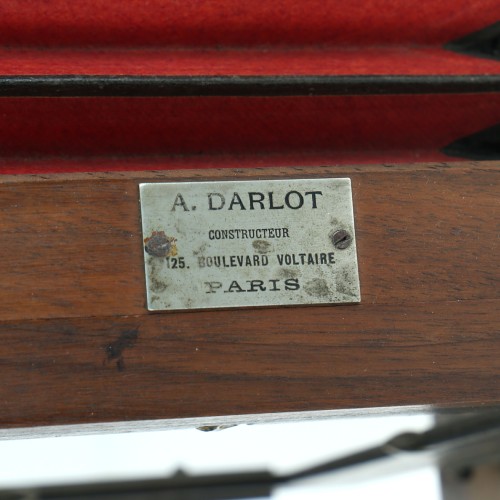 A. DARLOT
CONSTRUCTEUR
125. BOULEVARD VOLTAIRE
PARIS